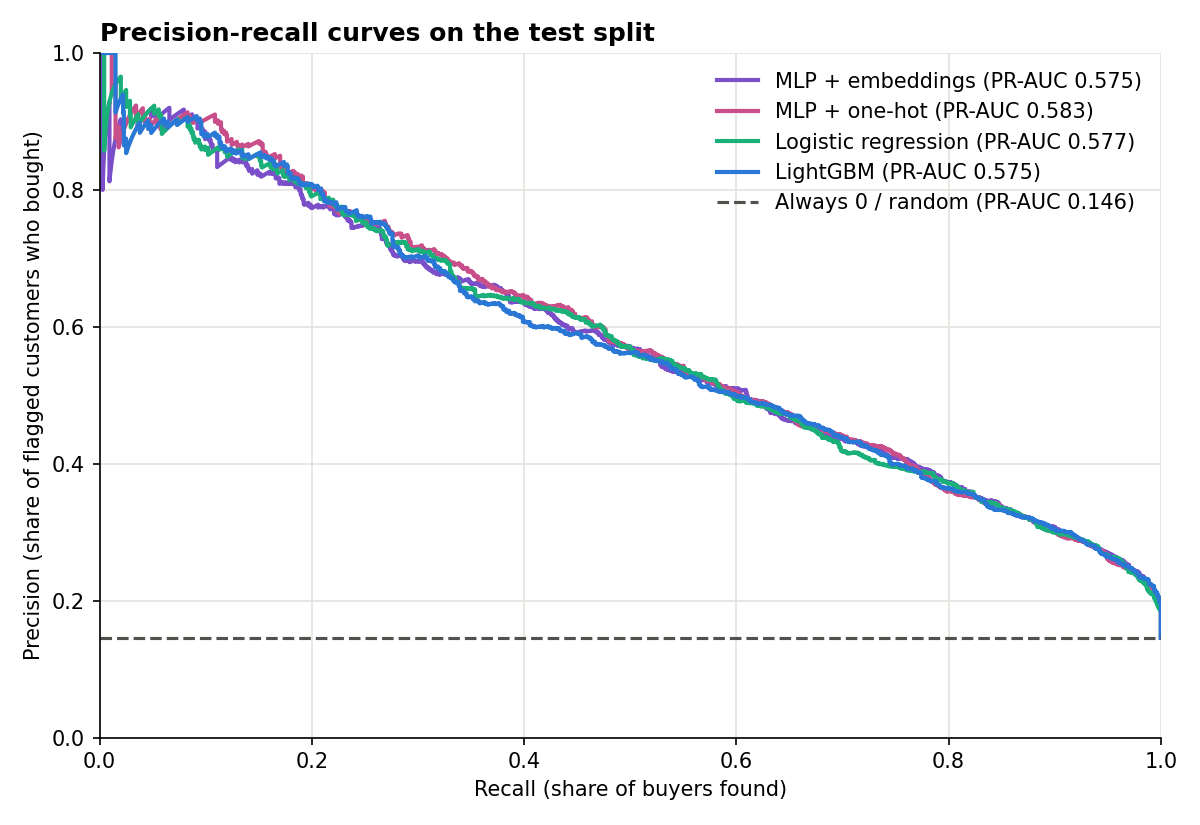 Precision-recall curves on the test split
Precision (share of flagged customers who bought)
1.0
0.8
0.6
0.4
0.2
0.0
MLP + embeddings (PR-AUC 0.575)
MLP + one-hot (PR-AUC 0.583)
Logistic regression (PR-AUC 0.577)
LightGBM (PR-AUC 0.575)
Always 0 / random (PR-AUC 0.146)
0.0 0.2 0.4 0.6 0.8 1.0
Recall (share of buyers found)